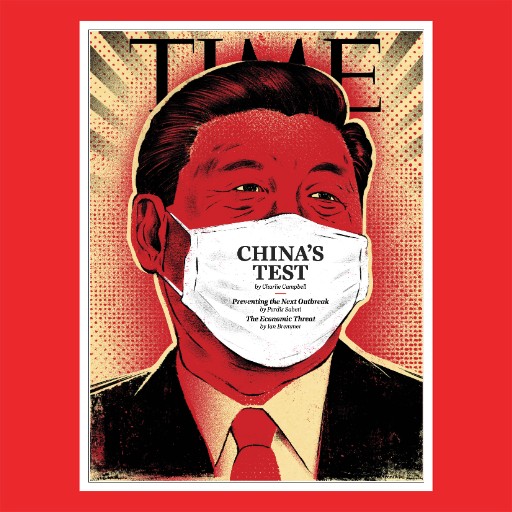 TIME
CHINA'S
TEST
by Charlie Campbell
Preventing the Next Outbreak
by Pardis Sabeti
The Economic Threat
by Ian Bremmer